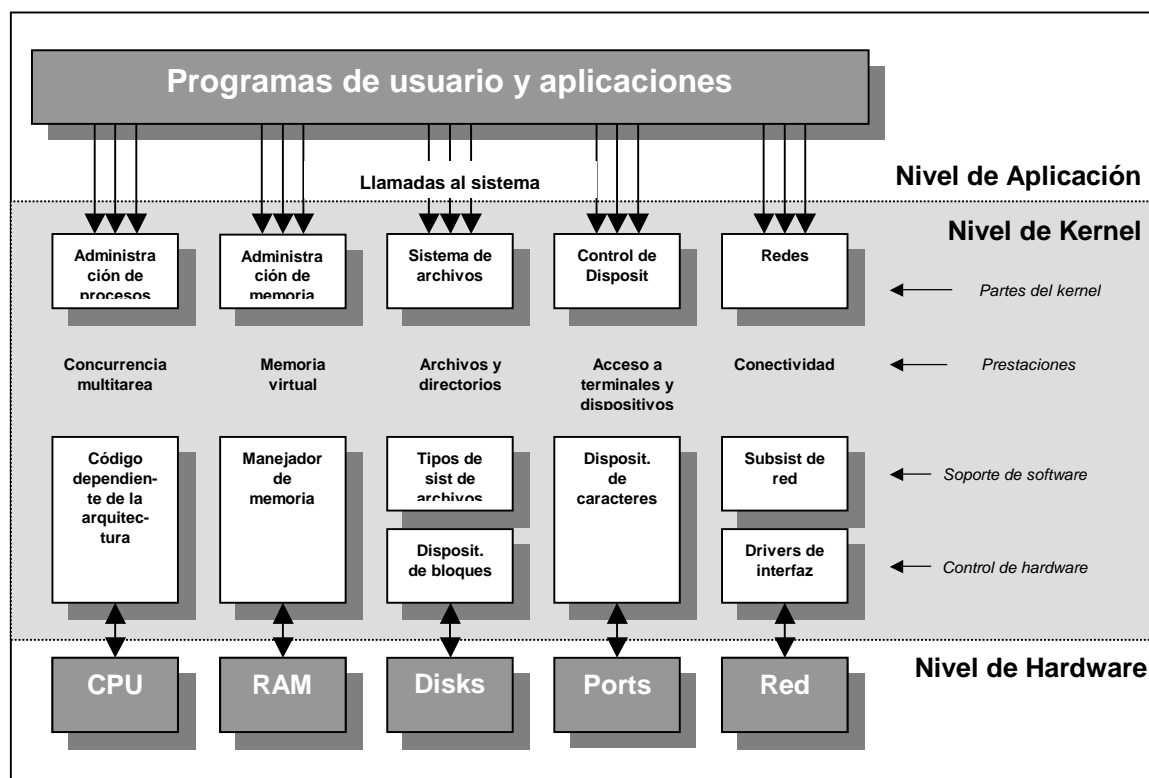 Programas de usuario y aplicaciones
Llamadas al sistema
Nivel de Aplicación
Nivel de Kernel
Administra
ción de
procesos
Administra
ción de
memoria
Sistema de
archivos
Control de
Disposit
Redes
Partes del kernel
Concurrencia
multitarea
Memoria
virtual
Archivos y
directorios
Acceso a
terminales y
dispositivos
Conectividad
Prestaciones
Código
dependien-
te de la
arquitec-
tura
Manejador
de
memoria
Tipos de
sist de
archivos
Disposit.
de
caracteres
Subsist de
red
Soporte de software
Disposit.
de bloques
Drivers de
interfaz
Control de hardware
Nivel de Hardware
CPU
RAM
Disks
Ports
Red